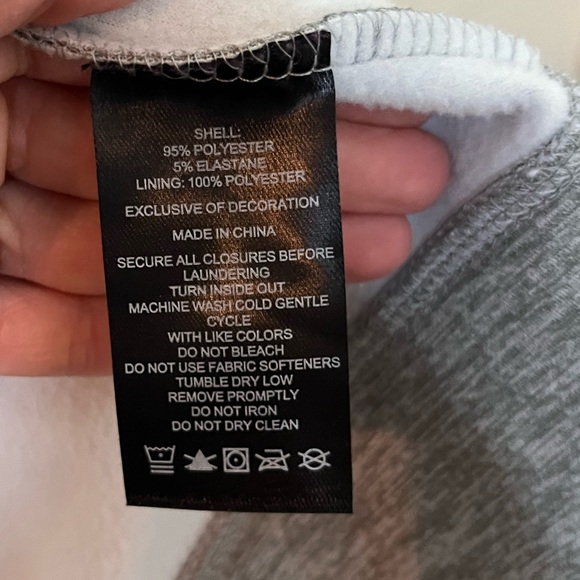 SHELL:
95% POLYESTER
5% ELASTANE
LINING: 100% POLYESTER
EXCLUSIVE OF DECORATION
MADE IN CHINA
SECURE ALL CLOSURES BEFORE
LAUNDERING
TURN INSIDE OUT
MACHINE WASH COLD GENTLE
CYCLE
WITH LIKE COLORS
DO NOT BLEACH
DO NOT USE FABRIC SOFTENERS
TUMBLE DRY LOW
REMOVE PROMPTLY
DO NOT IRON
DO NOT DRY CLEAN